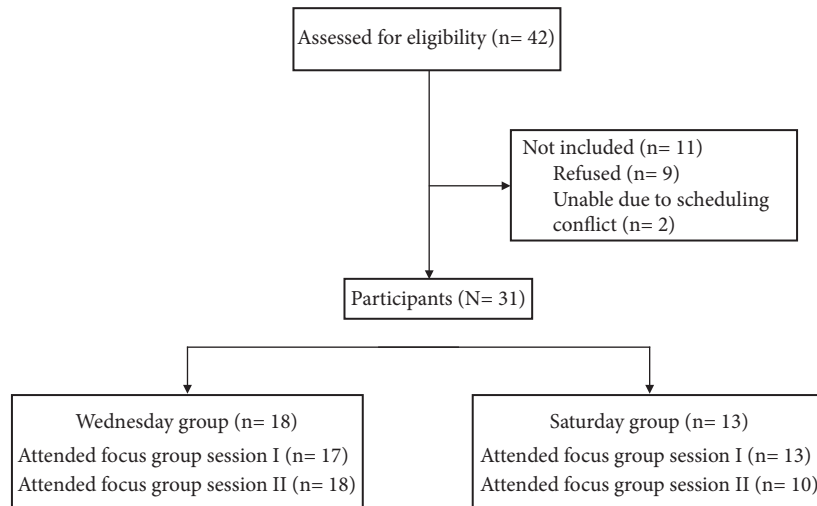 Assessed for eligibility (n= 42)
Not included (n= 11)
Refused (n= 9)
Unable due to scheduling
conflict (n= 2)
Participants (N= 31)
Wednesday group (n= 18)
Attended focus group session I (n= 17)
Attended focus group session II (n= 18)
Saturday group (n= 13)
Attended focus group session I (n= 13)
Attended focus group session II (n= 10)